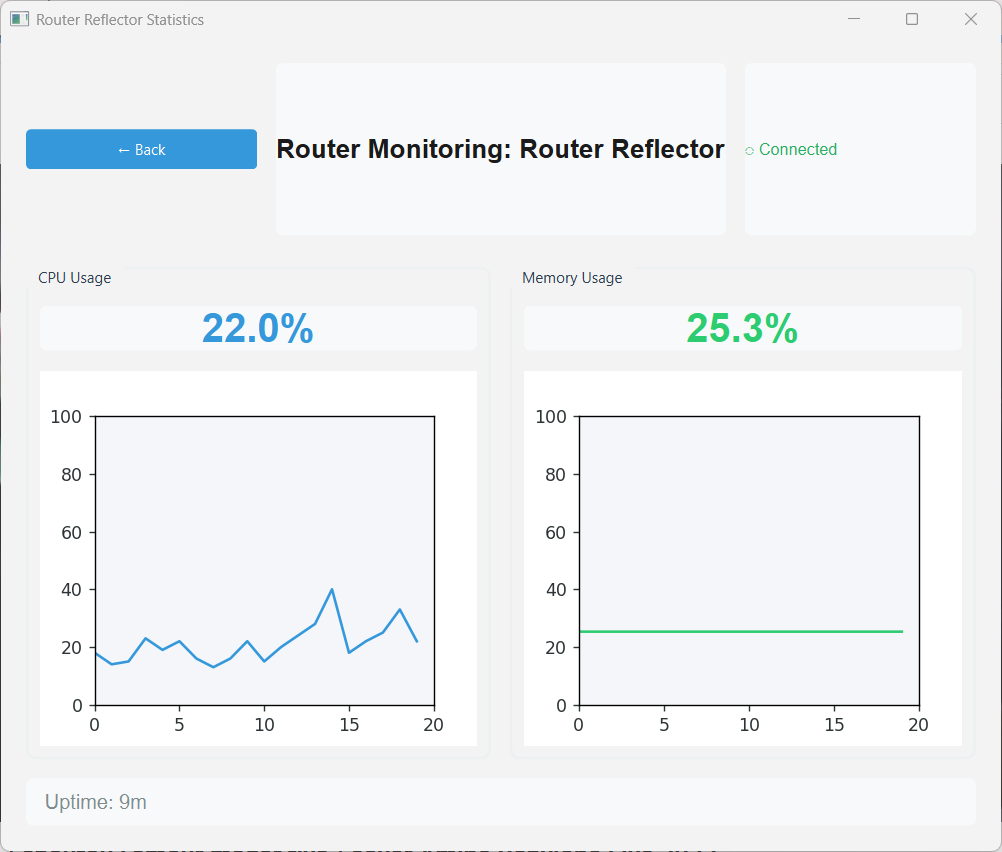 Router Reflector Statistics
← Back
Router Monitoring: Router Reflector
◌ Connected
CPU Usage
22.0%
100
80
60
40
20
0
0 5 10 15 20
Memory Usage
25.3%
100
80
60
40
20
0
0 5 10 15 20
Uptime: 9m